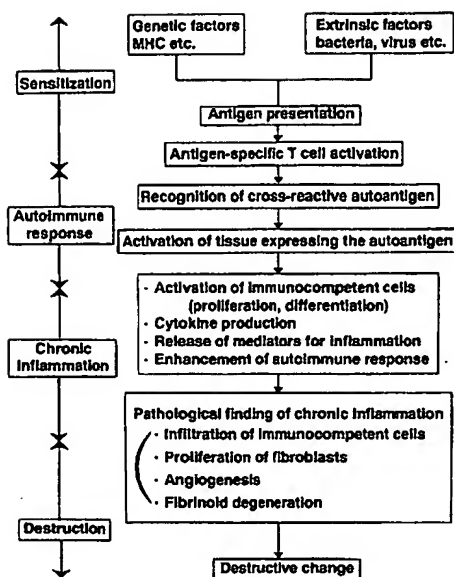 Genetic factors
MHC etc.
Extrinsic factors
bacteria, virus etc.
Sensitization
Antigen presentation
Antigen-specific T cell activation
Recognition of cross-reactive autoantigen
Autoimmune
response
Activation of tissue expressing the autoantigen
· Activation of immunocompetent cells
(proliferation, differentiation)
· Cytokine production
· Release of mediators for inflammation
· Enhancement of autoimmune response
Chronic
inflammation
Pathological finding of chronic inflammation
· Infiltration of immunocompetent cells
· Proliferation of fibroblasts
· Angiogenesis
· Fibrinoid degeneration
Destruction
Destructive change